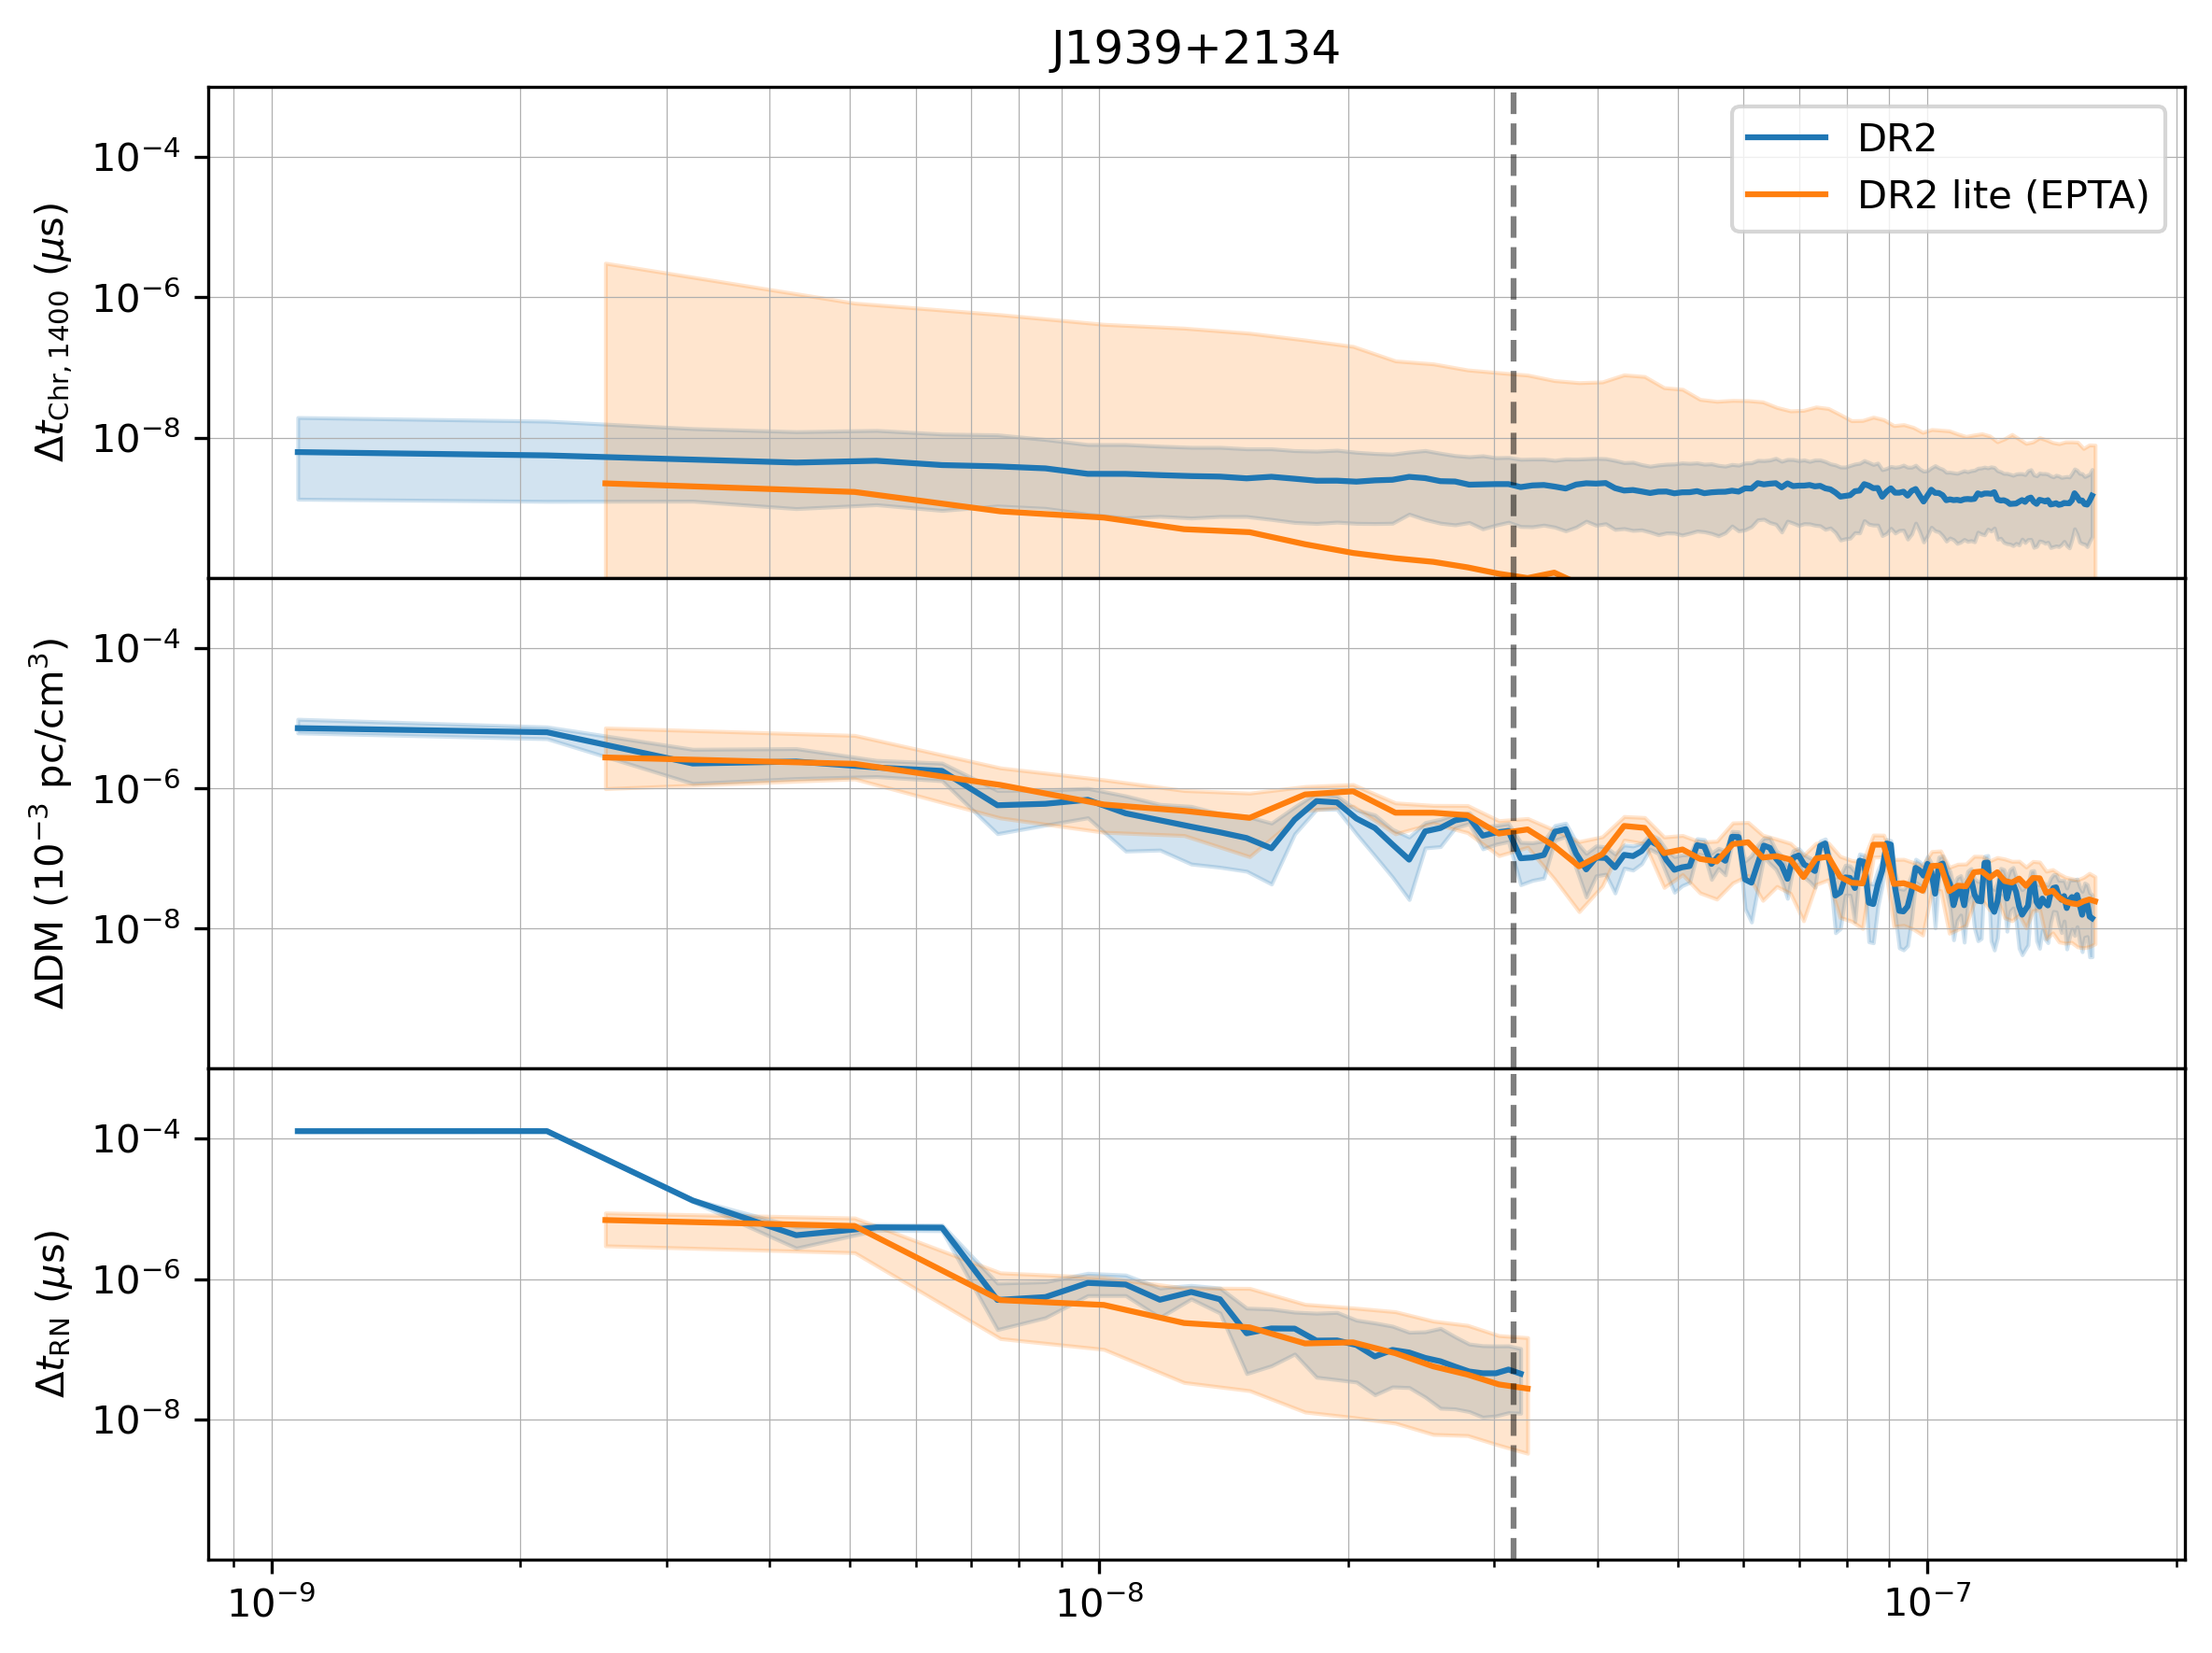 J1939+2134
DR2
DR2 lite (EPTA)
Δt_Chr, 1400 (μs)
10⁻⁴
10⁻⁶
10⁻⁸
ΔDM (10⁻³ pc/cm³)
10⁻⁴
10⁻⁶
10⁻⁸
Δt_RN (μs)
10⁻⁴
10⁻⁶
10⁻⁸
10⁻⁹
10⁻⁸
10⁻⁷